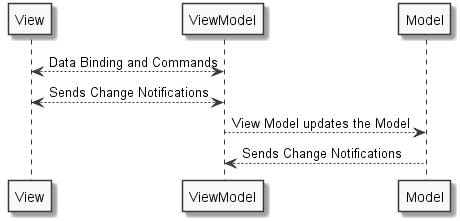 View ViewModel Model
Data Binding and Commands
Sends Change Notifications
View Model updates the Model
Sends Change Notifications
View ViewModel Model